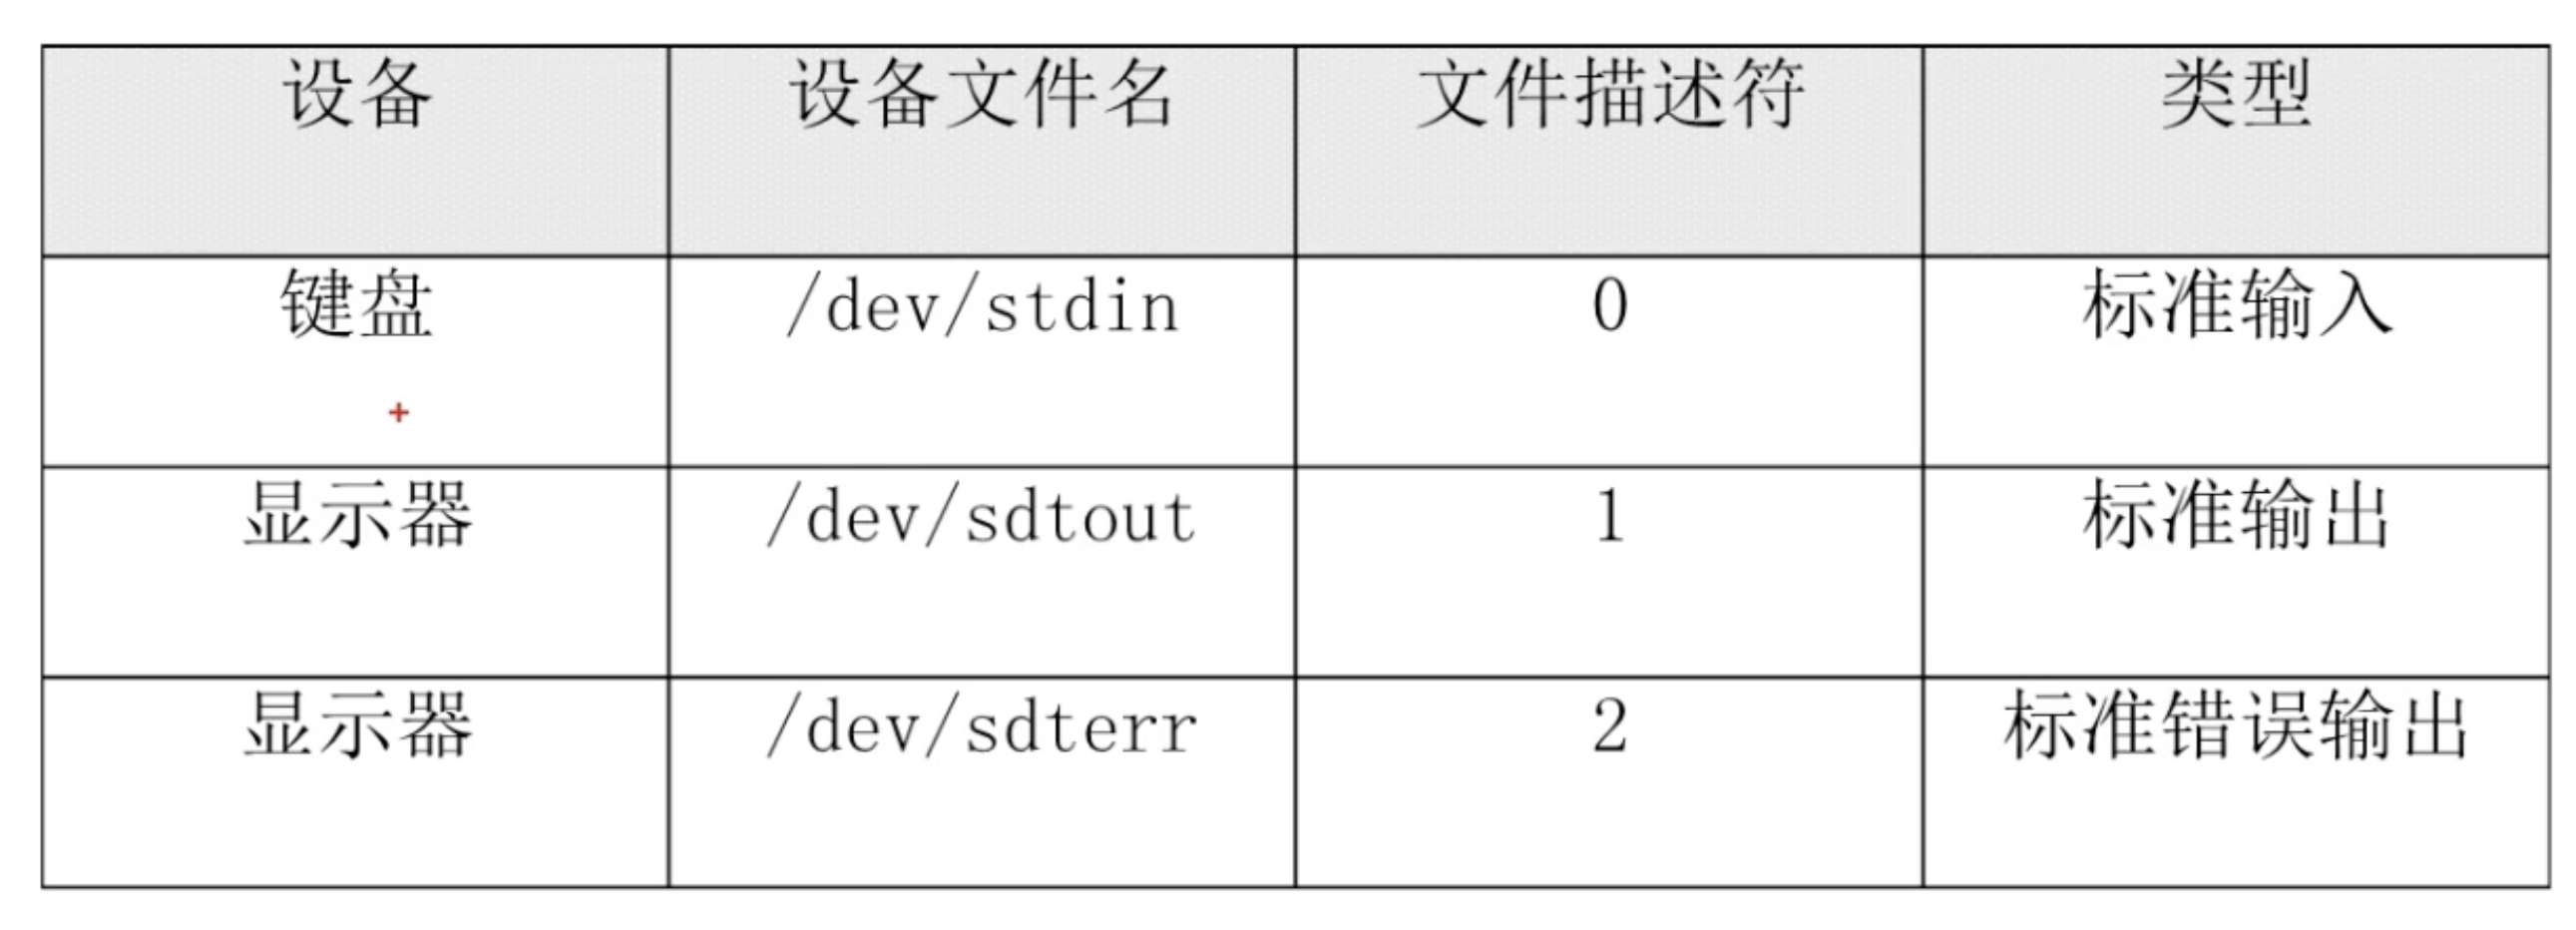 设备 设备文件名 文件描述符 类型
键盘 /dev/stdin 0 标准输入
显示器 /dev/sdtout 1 标准输出
显示器 /dev/sdterr 2 标准错误输出